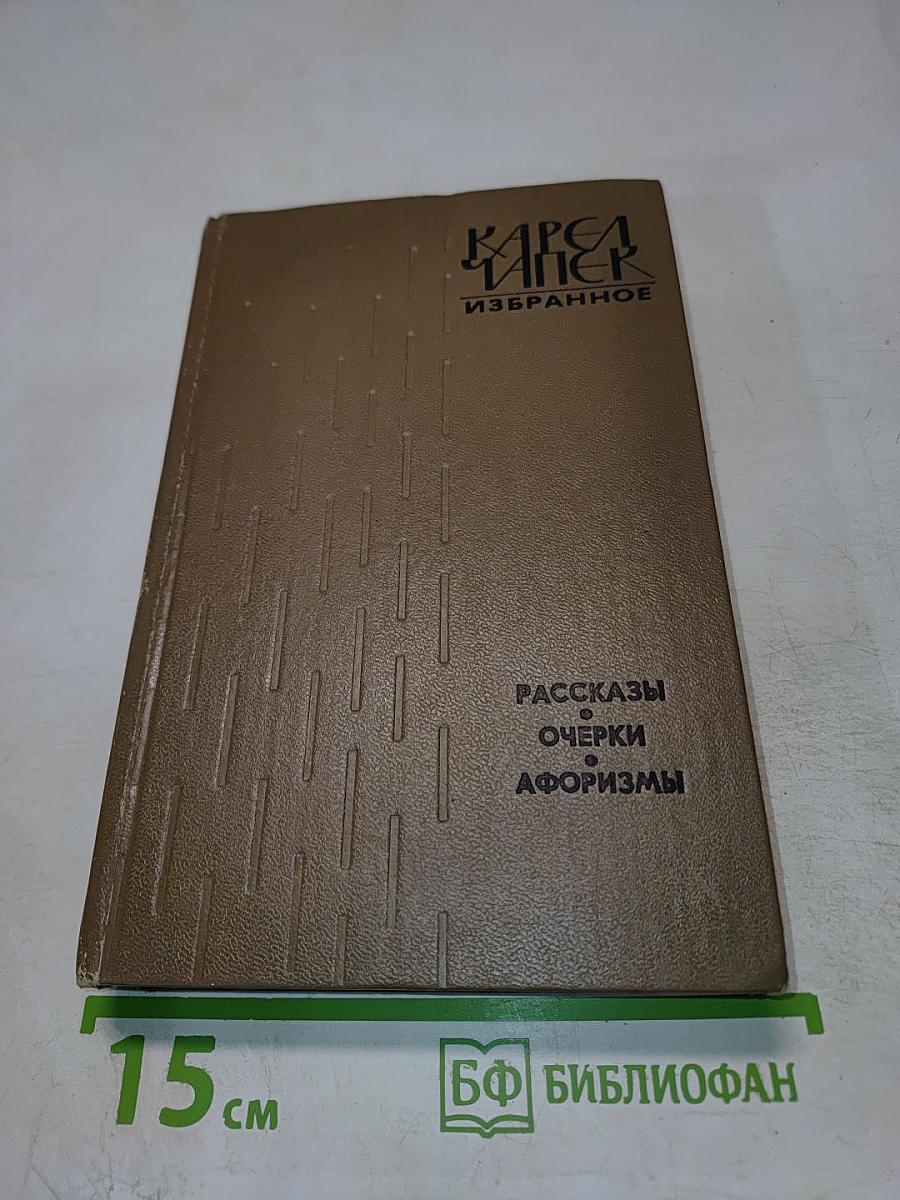 КАРЕЛ
ЧАПЕК
ИЗБРАННОЕ
РАССКАЗЫ
•
ОЧЕРКИ
•
АФОРИЗМЫ
15 см
БФ БИБЛИОФАН